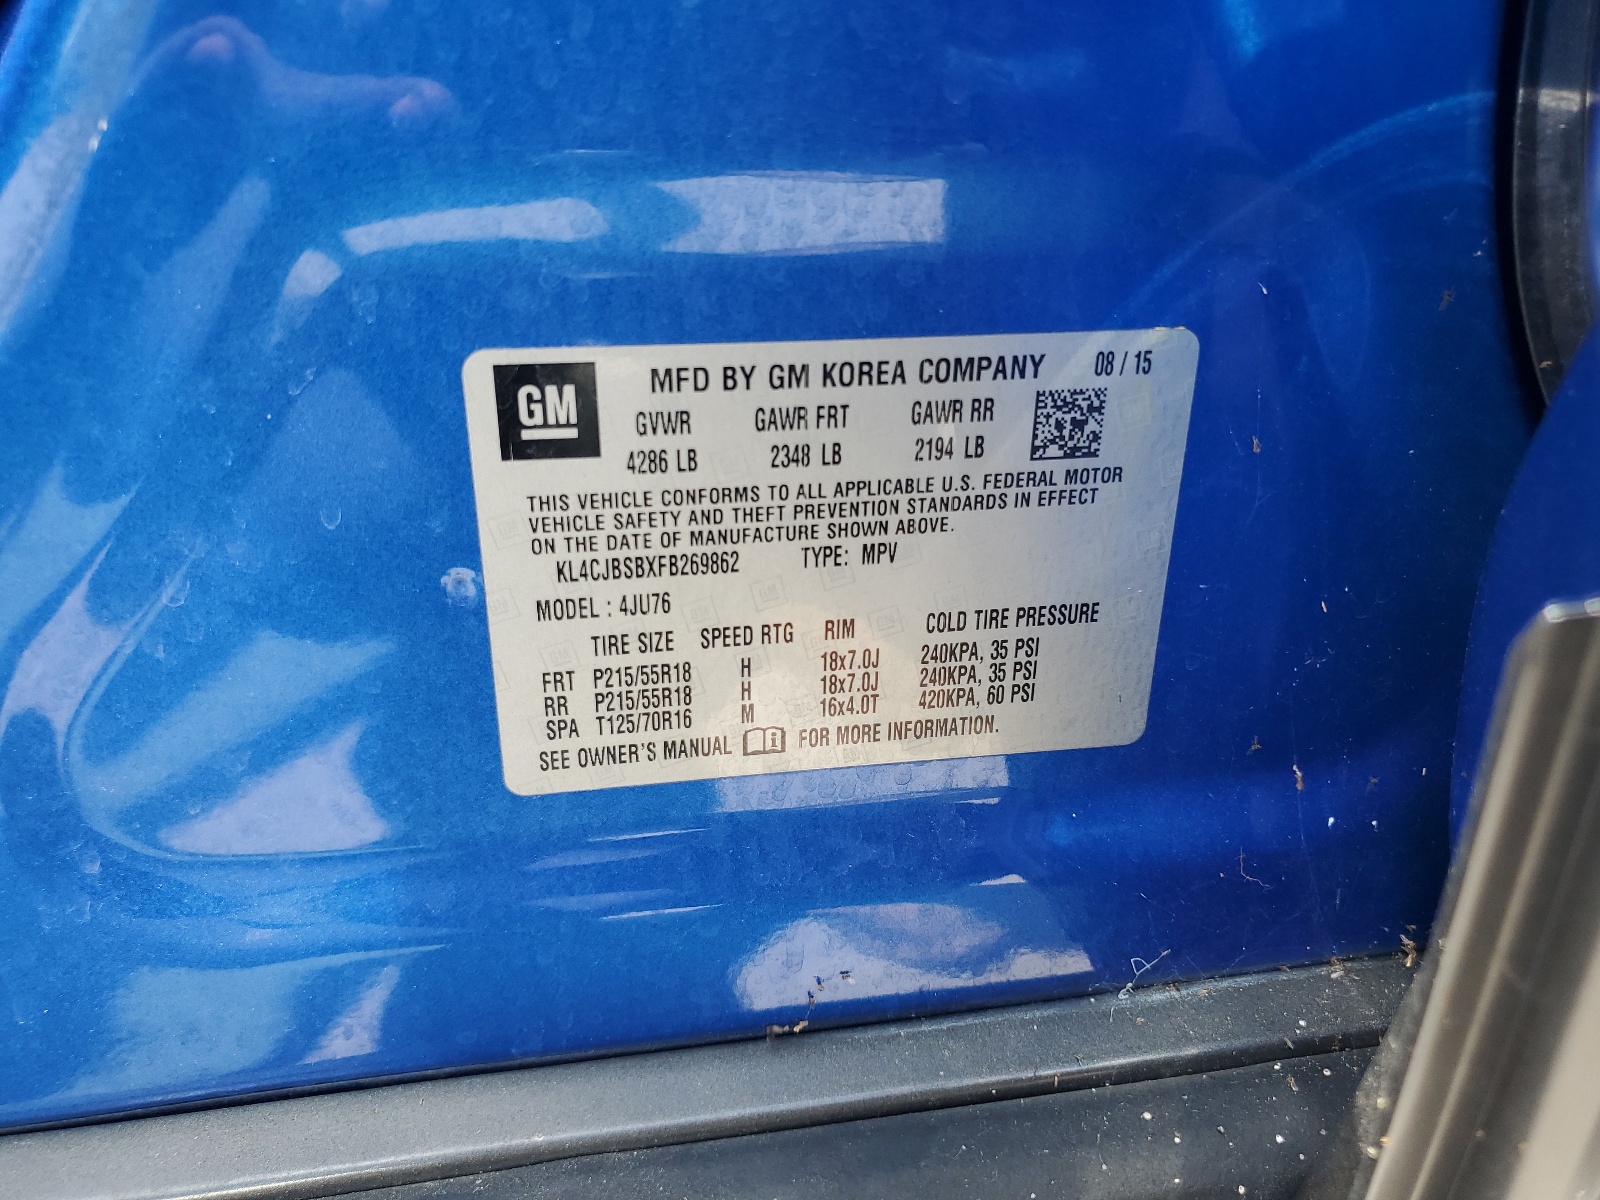 GM
MFD BY GM KOREA COMPANY 08 / 15
GVWR GAWR FRT GAWR RR
4286 LB 2348 LB 2194 LB
THIS VEHICLE CONFORMS TO ALL APPLICABLE U.S. FEDERAL MOTOR
VEHICLE SAFETY AND THEFT PREVENTION STANDARDS IN EFFECT
ON THE DATE OF MANUFACTURE SHOWN ABOVE.
KL4CJBSBXFB269862 TYPE: MPV
MODEL : 4JU76
TIRE SIZE SPEED RTG RIM COLD TIRE PRESSURE
FRT P215/55R18 H 18x7.0J 240KPA, 35 PSI
RR P215/55R18 H 18x7.0J 240KPA, 35 PSI
SPA T125/70R16 M 16x4.0T 420KPA, 60 PSI
SEE OWNER'S MANUAL i FOR MORE INFORMATION.